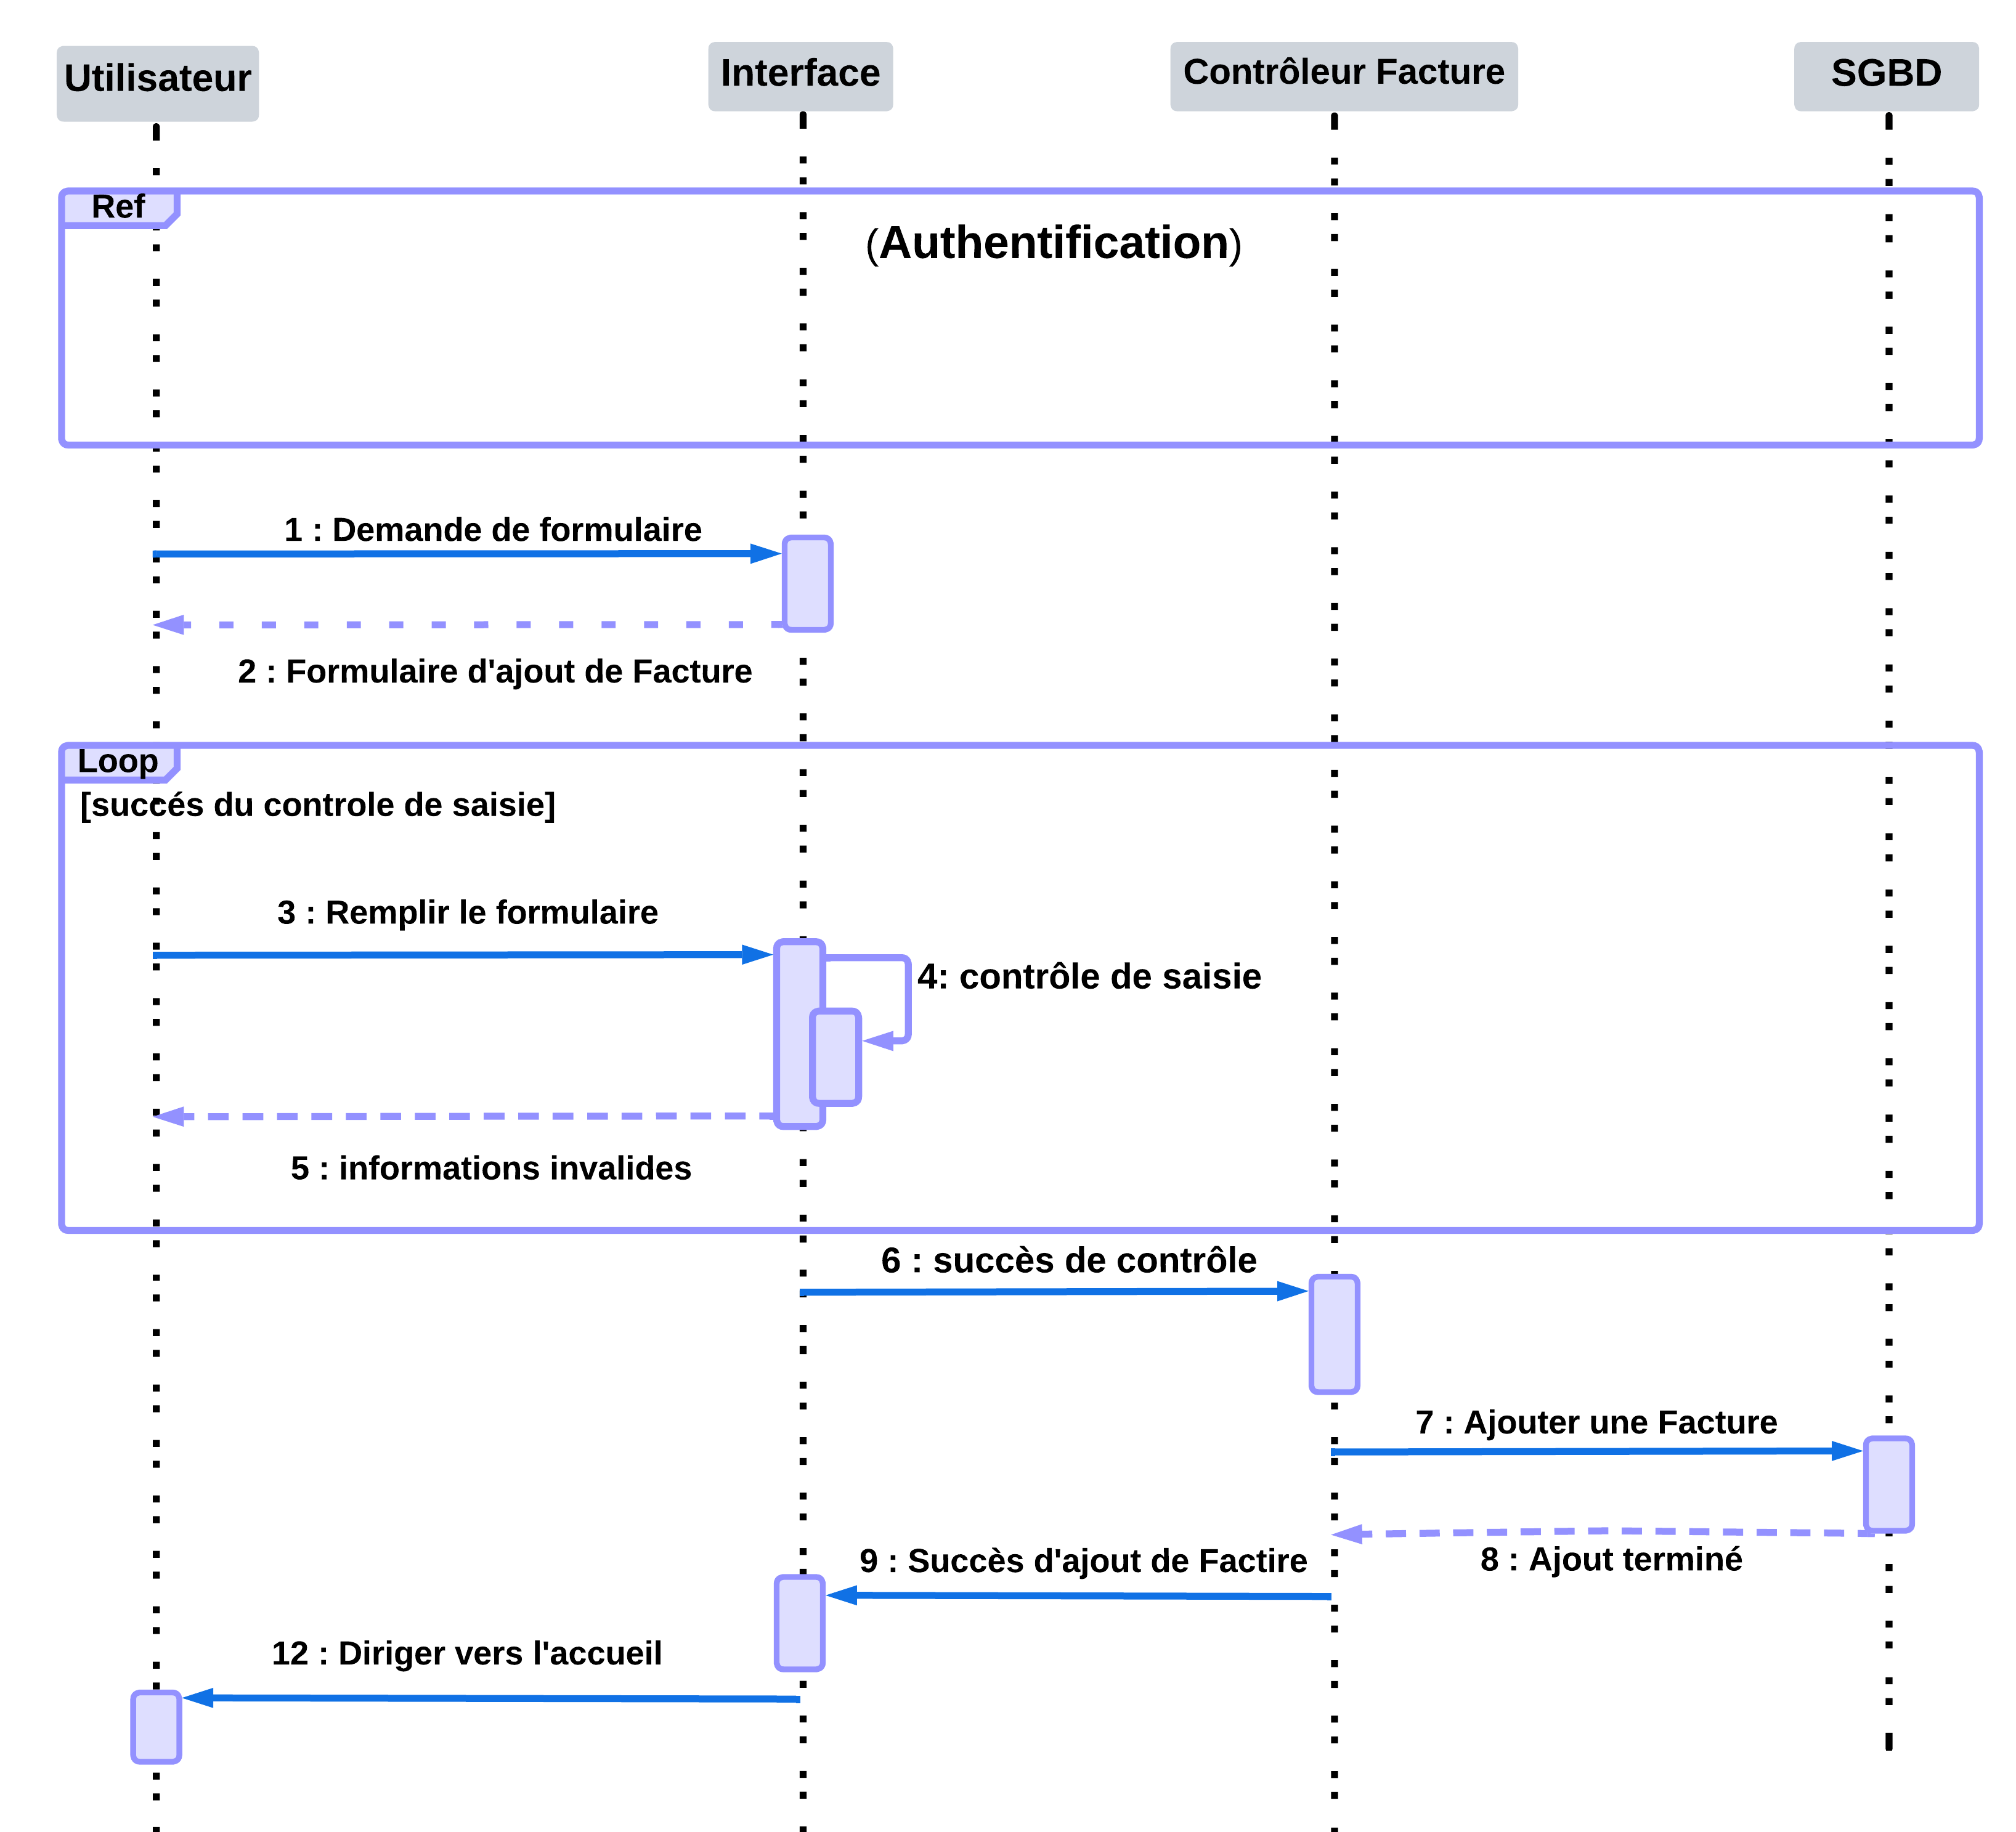 Utilisateur
Interface
Contrôleur Facture
SGBD
Ref
(Authentification)
1 : Demande de formulaire
2 : Formulaire d'ajout de Facture
Loop
[succés du controle de saisie]
3 : Remplir le formulaire
4: contrôle de saisie
5 : informations invalides
6 : succès de contrôle
7 : Ajouter une Facture
8 : Ajout terminé
9 : Succès d'ajout de Factire
12 : Diriger vers l'accueil